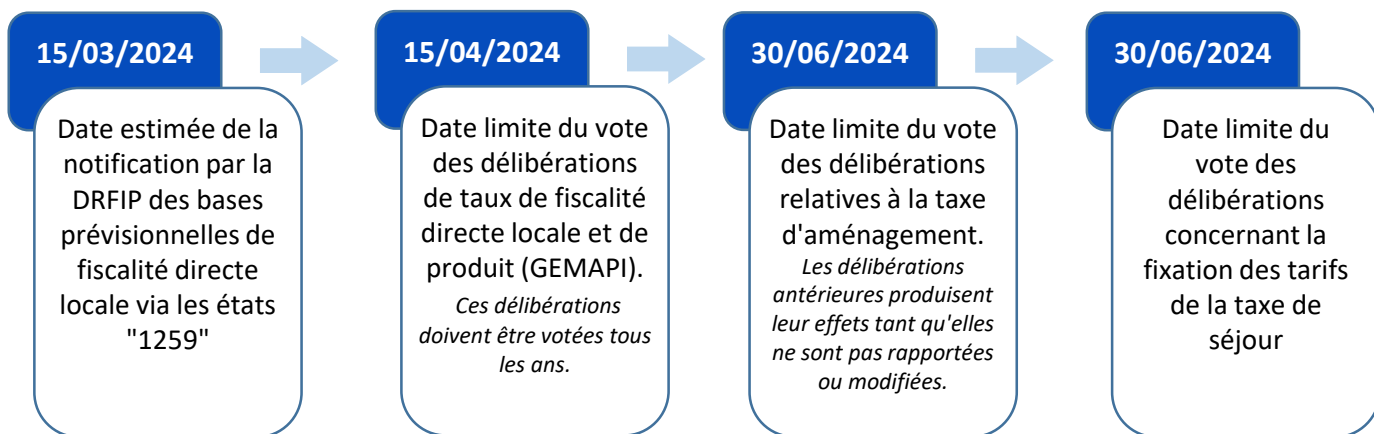 15/03/2024
Date estimée de la
notification par la
DRFIP des bases
prévisionnelles de
fiscalité directe
locale via les états
"1259"
15/04/2024
Date limite du vote
des délibérations
de taux de fiscalité
directe locale et de
produit (GEMAPI).
Ces délibérations
doivent être votées tous
les ans.
30/06/2024
Date limite du vote
des délibérations
relatives à la taxe
d'aménagement.
Les délibérations
antérieures produisent
leur effets tant qu'elles
ne sont pas rapportées
ou modifiées.
30/06/2024
Date limite du
vote des
délibérations
concernant la
fixation des tarifs
de la taxe de
séjour